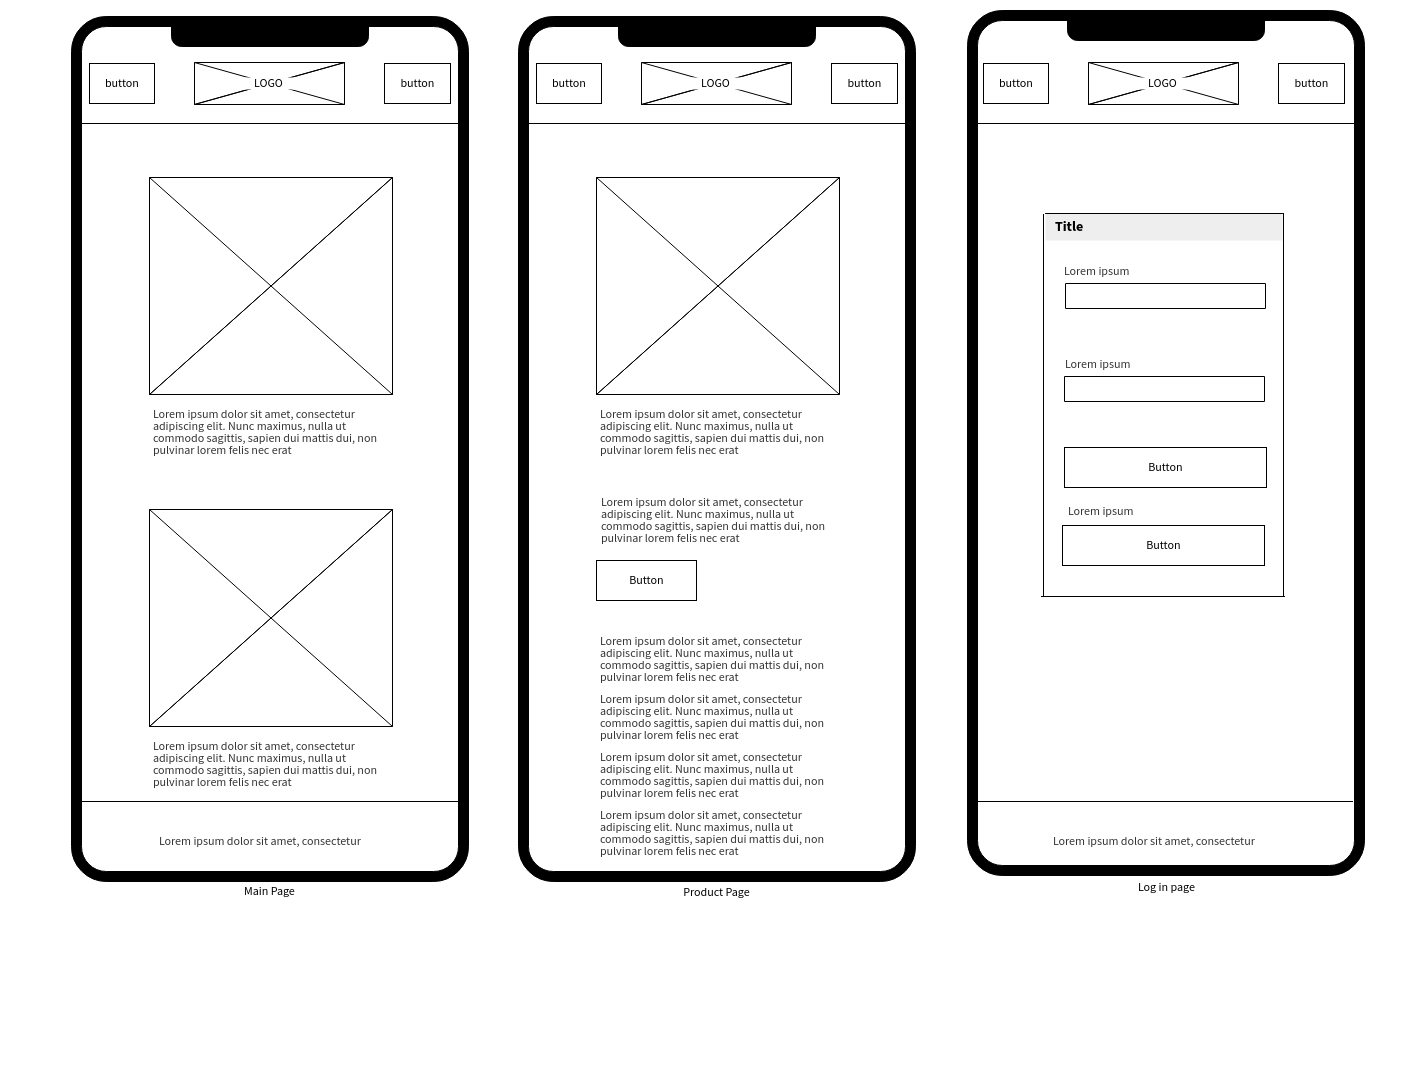 button
LOGO
button
Lorem ipsum dolor sit amet, consectetur
adipiscing elit. Nunc maximus, nulla ut
commodo sagittis, sapien dui mattis dui, non
pulvinar lorem felis nec erat
Lorem ipsum dolor sit amet, consectetur
adipiscing elit. Nunc maximus, nulla ut
commodo sagittis, sapien dui mattis dui, non
pulvinar lorem felis nec erat
Lorem ipsum dolor sit amet, consectetur
Main Page
button
LOGO
button
Lorem ipsum dolor sit amet, consectetur
adipiscing elit. Nunc maximus, nulla ut
commodo sagittis, sapien dui mattis dui, non
pulvinar lorem felis nec erat
Lorem ipsum dolor sit amet, consectetur
adipiscing elit. Nunc maximus, nulla ut
commodo sagittis, sapien dui mattis dui, non
pulvinar lorem felis nec erat
Button
Lorem ipsum dolor sit amet, consectetur
adipiscing elit. Nunc maximus, nulla ut
commodo sagittis, sapien dui mattis dui, non
pulvinar lorem felis nec erat
Lorem ipsum dolor sit amet, consectetur
adipiscing elit. Nunc maximus, nulla ut
commodo sagittis, sapien dui mattis dui, non
pulvinar lorem felis nec erat
Lorem ipsum dolor sit amet, consectetur
adipiscing elit. Nunc maximus, nulla ut
commodo sagittis, sapien dui mattis dui, non
pulvinar lorem felis nec erat
Lorem ipsum dolor sit amet, consectetur
adipiscing elit. Nunc maximus, nulla ut
commodo sagittis, sapien dui mattis dui, non
pulvinar lorem felis nec erat
Product Page
button
LOGO
button
Title
Lorem ipsum
Lorem ipsum
Button
Lorem ipsum
Button
Lorem ipsum dolor sit amet, consectetur
Log in page